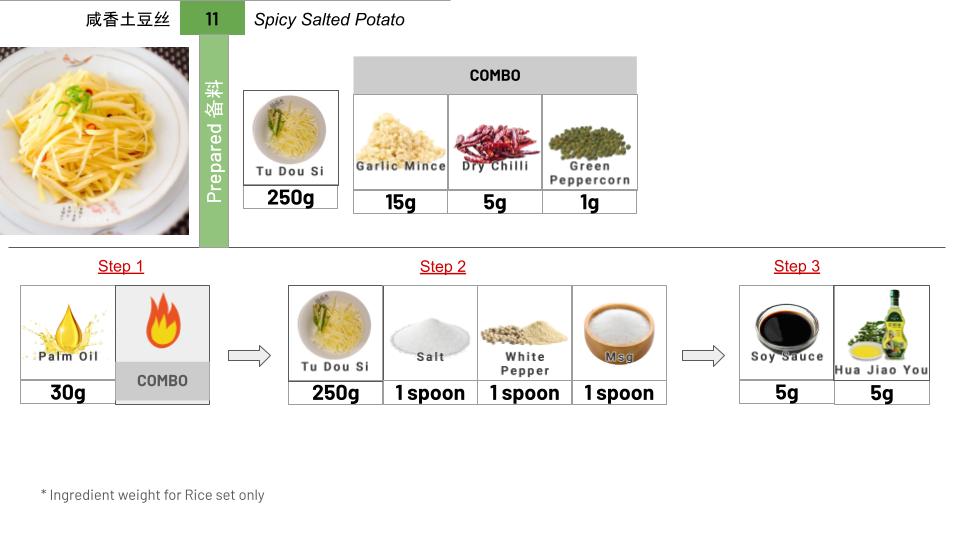 咸香土豆丝
11
Spicy Salted Potato
Prepared 备料
COMBO
Tu Dou Si
Garlic Mince
Dry Chilli
Green
Peppercorn
250g
15g
5g
1g
Step 1
Step 2
Step 3
Palm Oil
COMBO
30g
Tu Dou Si
Salt
White
Pepper
Msg
250g
1 spoon
1 spoon
1 spoon
Soy Sauce
Hua Jiao You
5g
5g
* Ingredient weight for Rice set only